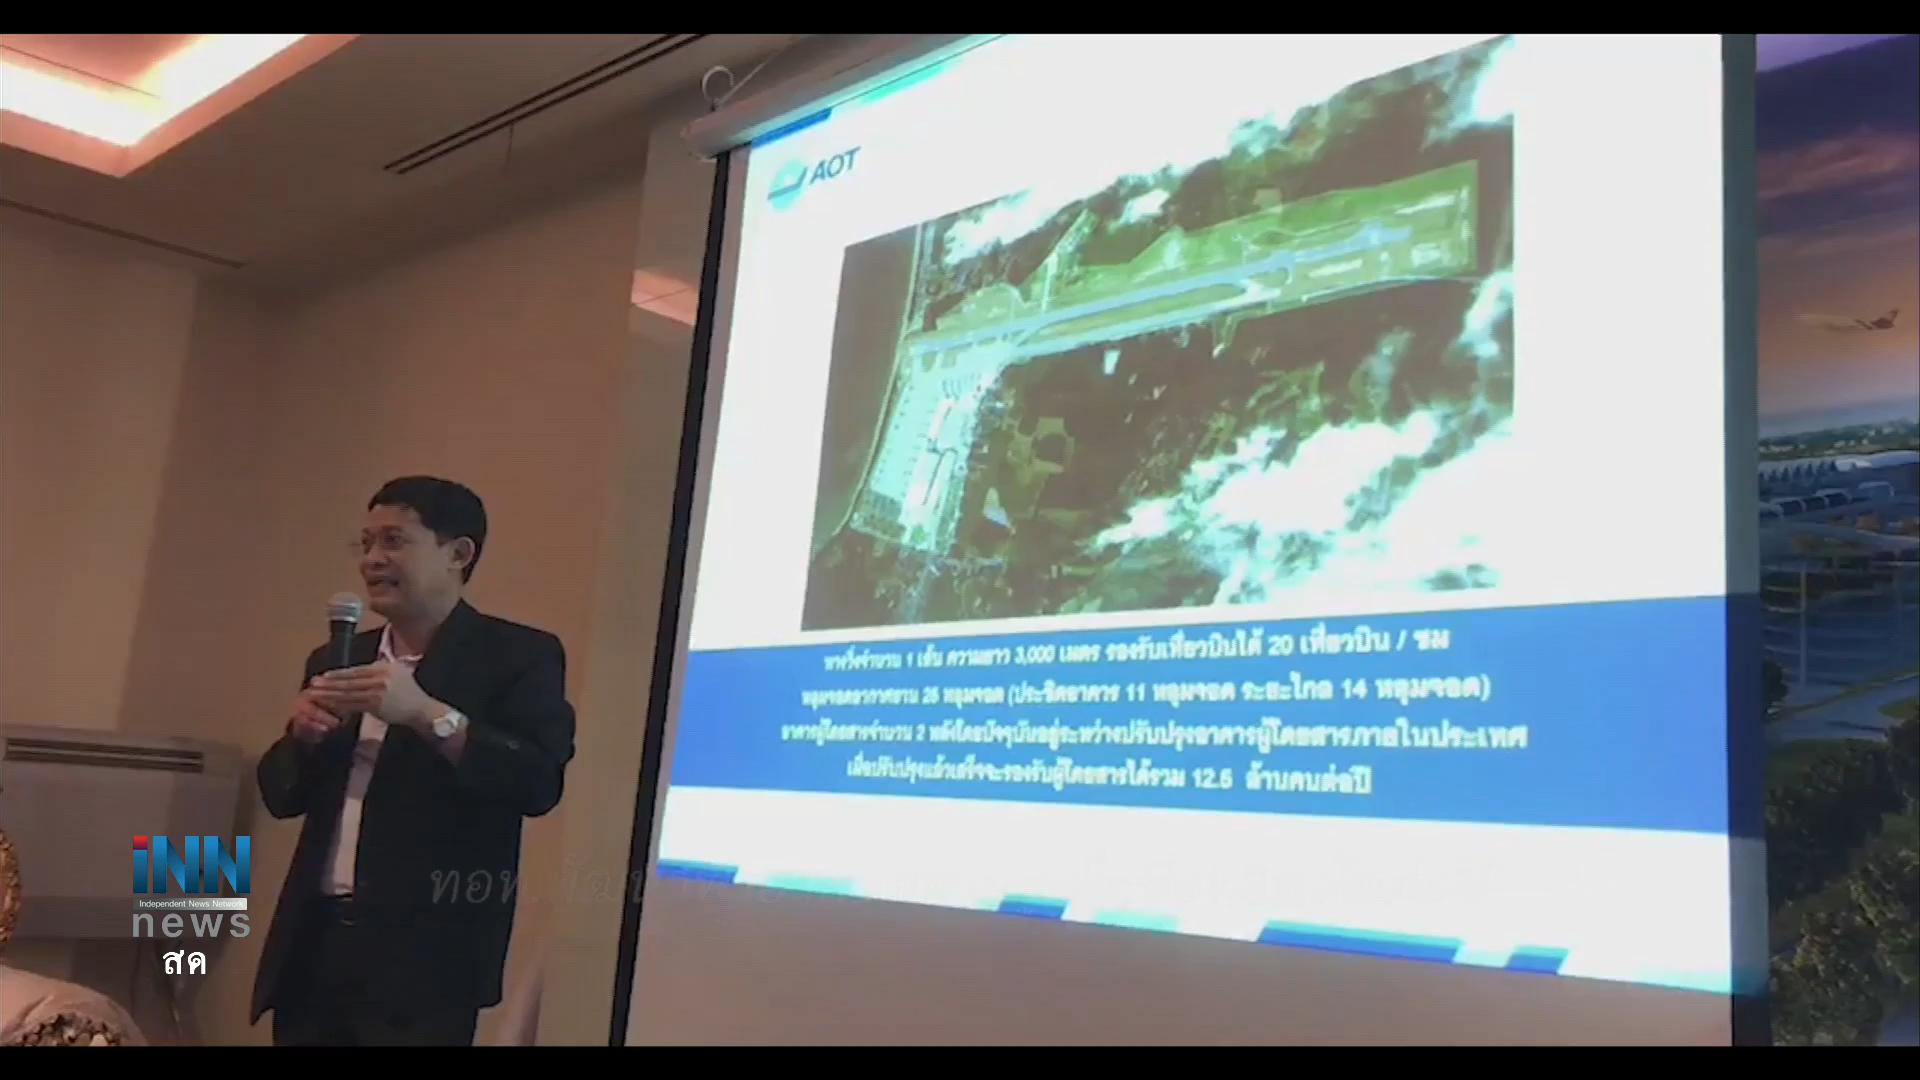 AOT
ทางวิ่งจำนวน 1 เส้น ความยาว 3,000 เมตร รองรับเที่ยวบินได้ 20 เที่ยวบิน / ชม
หลุมจอดอากาศยาน 25 หลุมจอด (ประชิดอาคาร 11 หลุมจอด ระยะไกล 14 หลุมจอด)
อาคารผู้โดยสารจำนวน 2 หลังโดยปัจจุบันอยู่ระหว่างปรับปรุงอาคารผู้โดยสารภายในประเทศ
เมื่อปรับปรุงแล้วเสร็จจะรองรับผู้โดยสารได้รวม 12.5 ล้านคนต่อปี
iNN
Independent News Network
news
สด
ทอท.